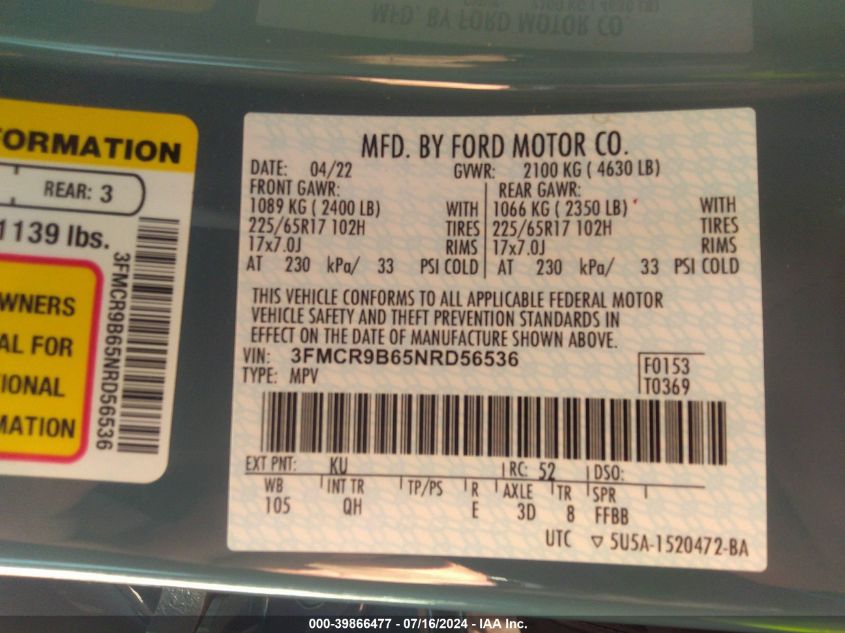 MFD. BY FORD MOTOR CO.
FORMATION
REAR: 3
1139 lbs.
3FMCR9B65NRD56536
WNERS
AL FOR
TIONAL
MATION
MFD. BY FORD MOTOR CO.
DATE: 04/22 GVWR: 2100 KG ( 4630 LB)
FRONT GAWR: REAR GAWR:
1089 KG ( 2400 LB) WITH 1066 KG ( 2350 LB) WITH
225/65R17 102H TIRES 225/65R17 102H TIRES
17x7.0J RIMS 17x7.0J RIMS
AT 230 kPa/ 33 PSI COLD AT 230 kPa/ 33 PSI COLD
THIS VEHICLE CONFORMS TO ALL APPLICABLE FEDERAL MOTOR
VEHICLE SAFETY AND THEFT PREVENTION STANDARDS IN
EFFECT ON THE DATE OF MANUFACTURE SHOWN ABOVE.
VIN: 3FMCR9B65NRD56536 F0153
TYPE: MPV T0369
EXT PNT: KU RC: 52 DSO:
WB INT TR TP/PS R AXLE TR SPR
105 QH E 3D 8 FFBB
UTC ▽ 5U5A-1520472-BA
000-39866477 - 07/16/2024 - IAA Inc.